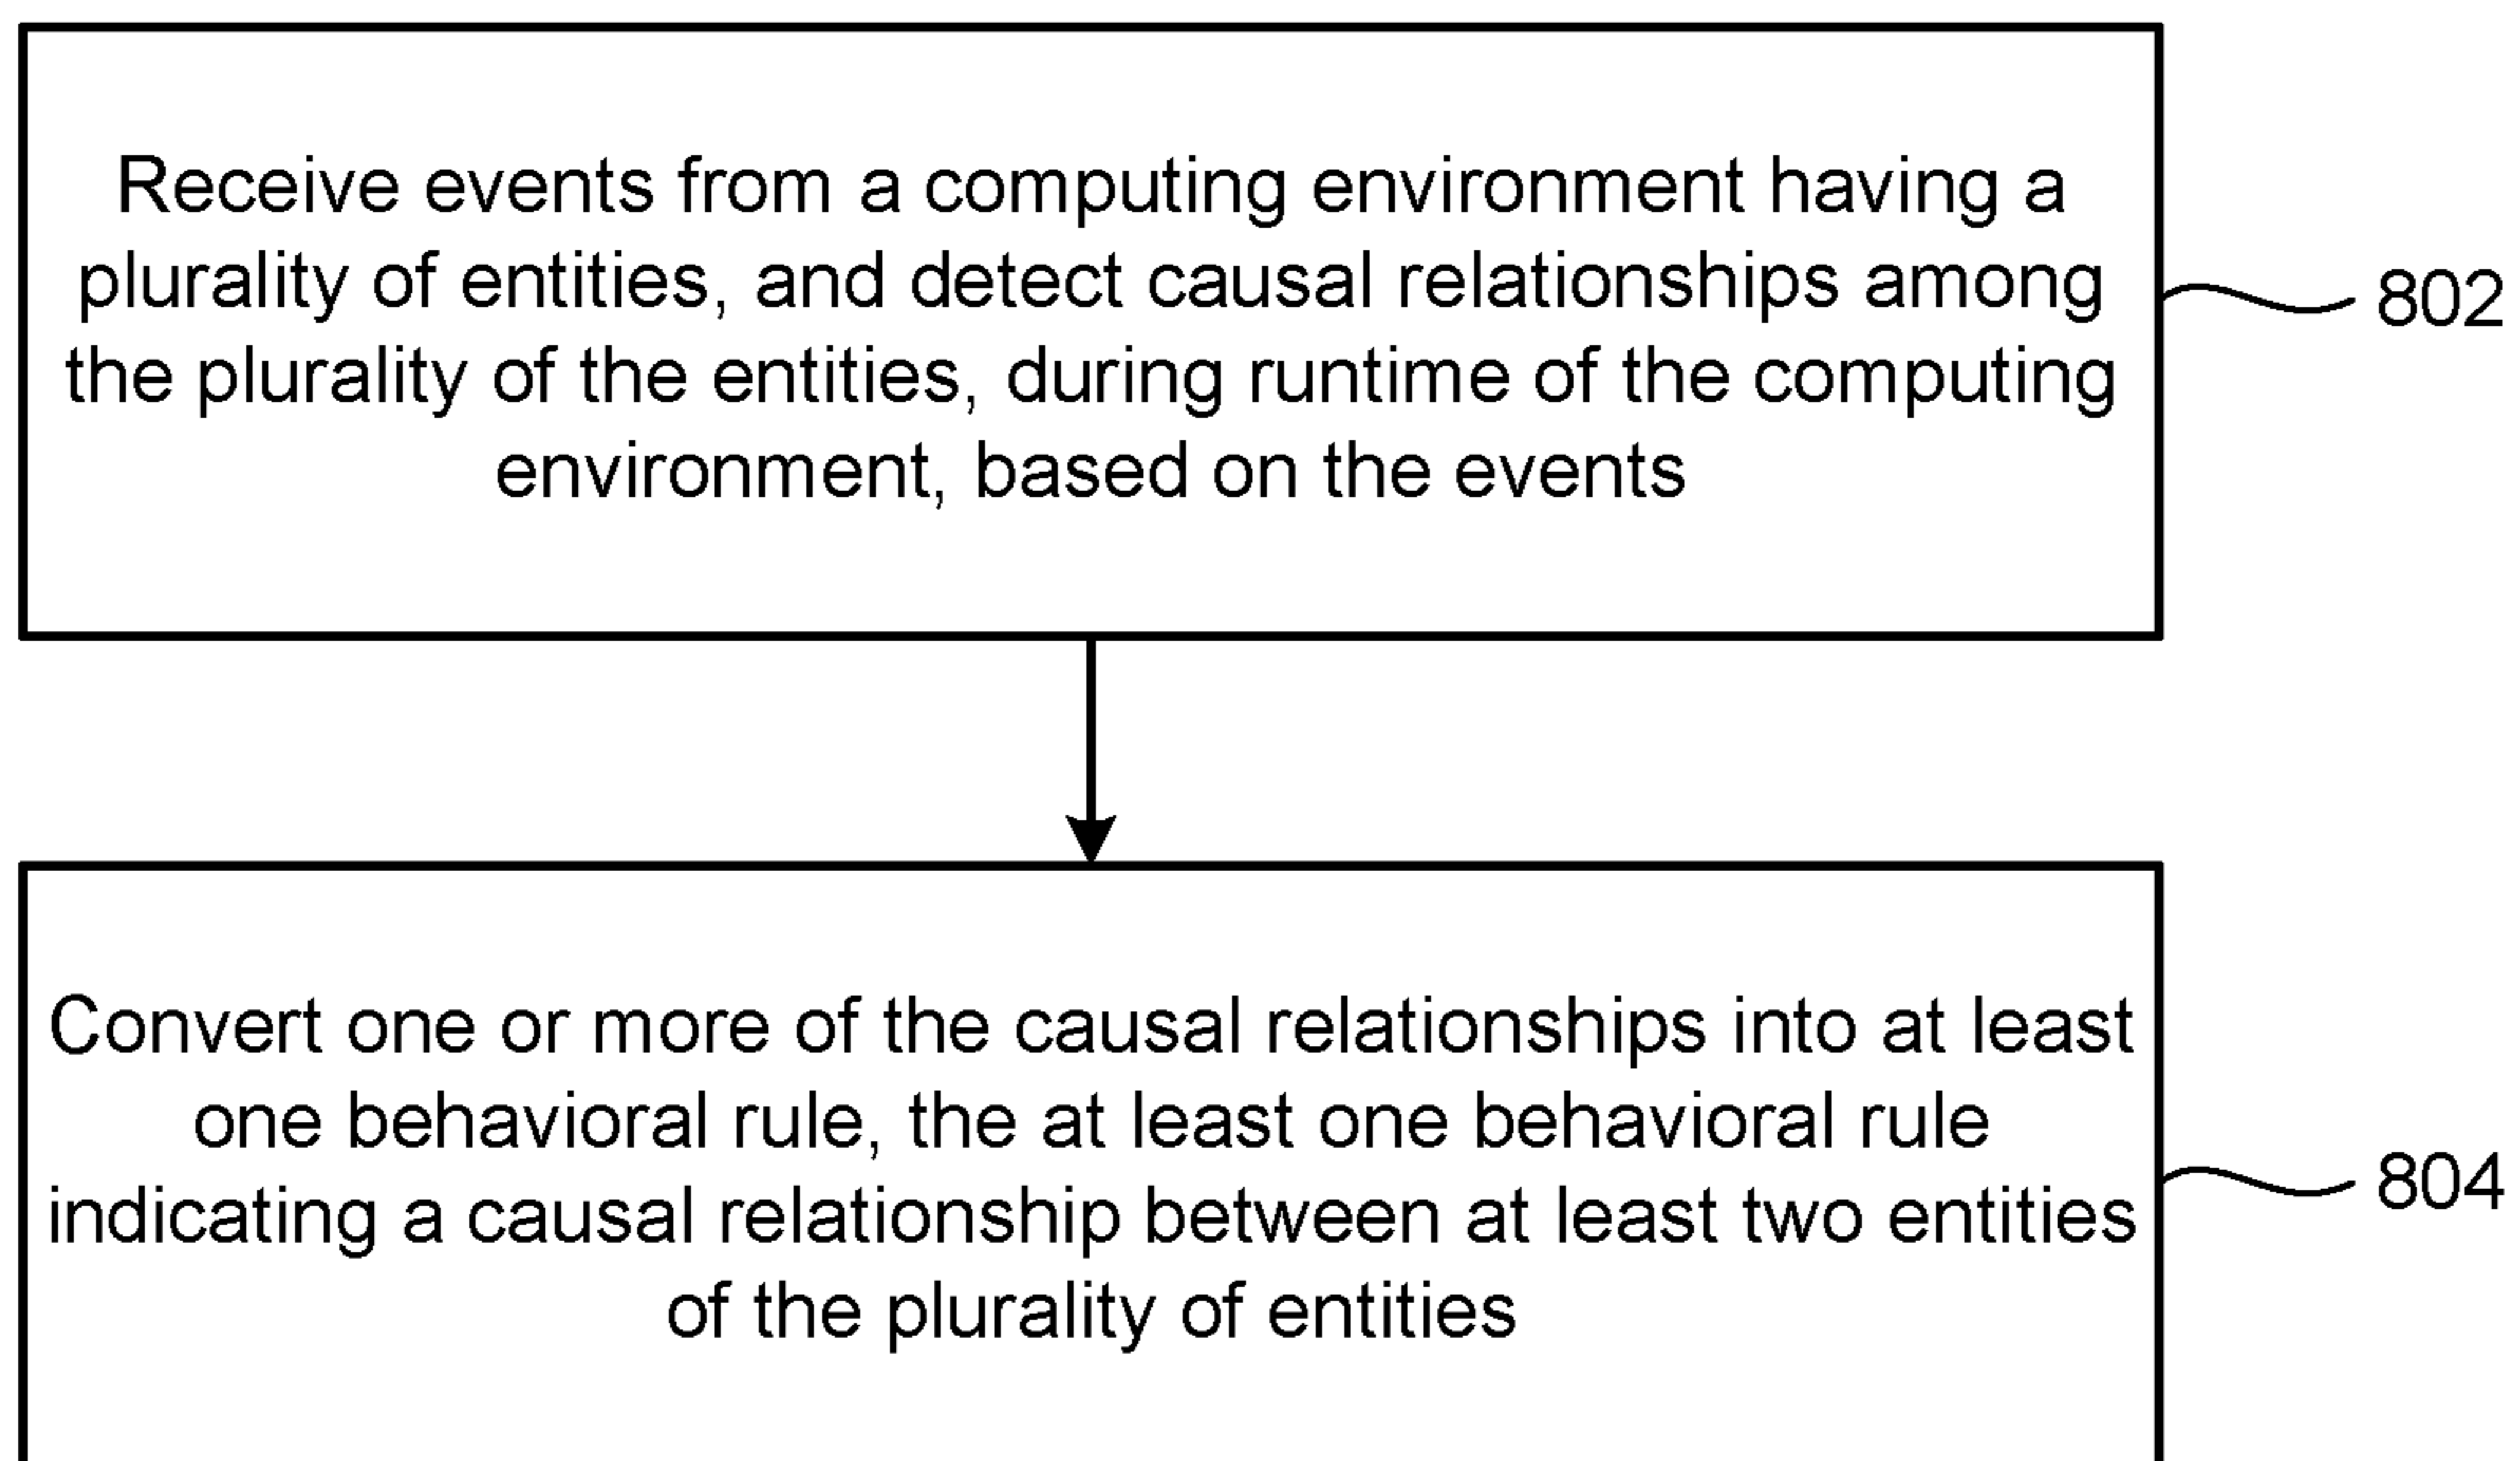 Receive events from a computing environment having a
plurality of entities, and detect causal relationships among
the plurality of the entities, during runtime of the computing
environment, based on the events
802
Convert one or more of the causal relationships into at least
one behavioral rule, the at least one behavioral rule
indicating a causal relationship between at least two entities
of the plurality of entities
804